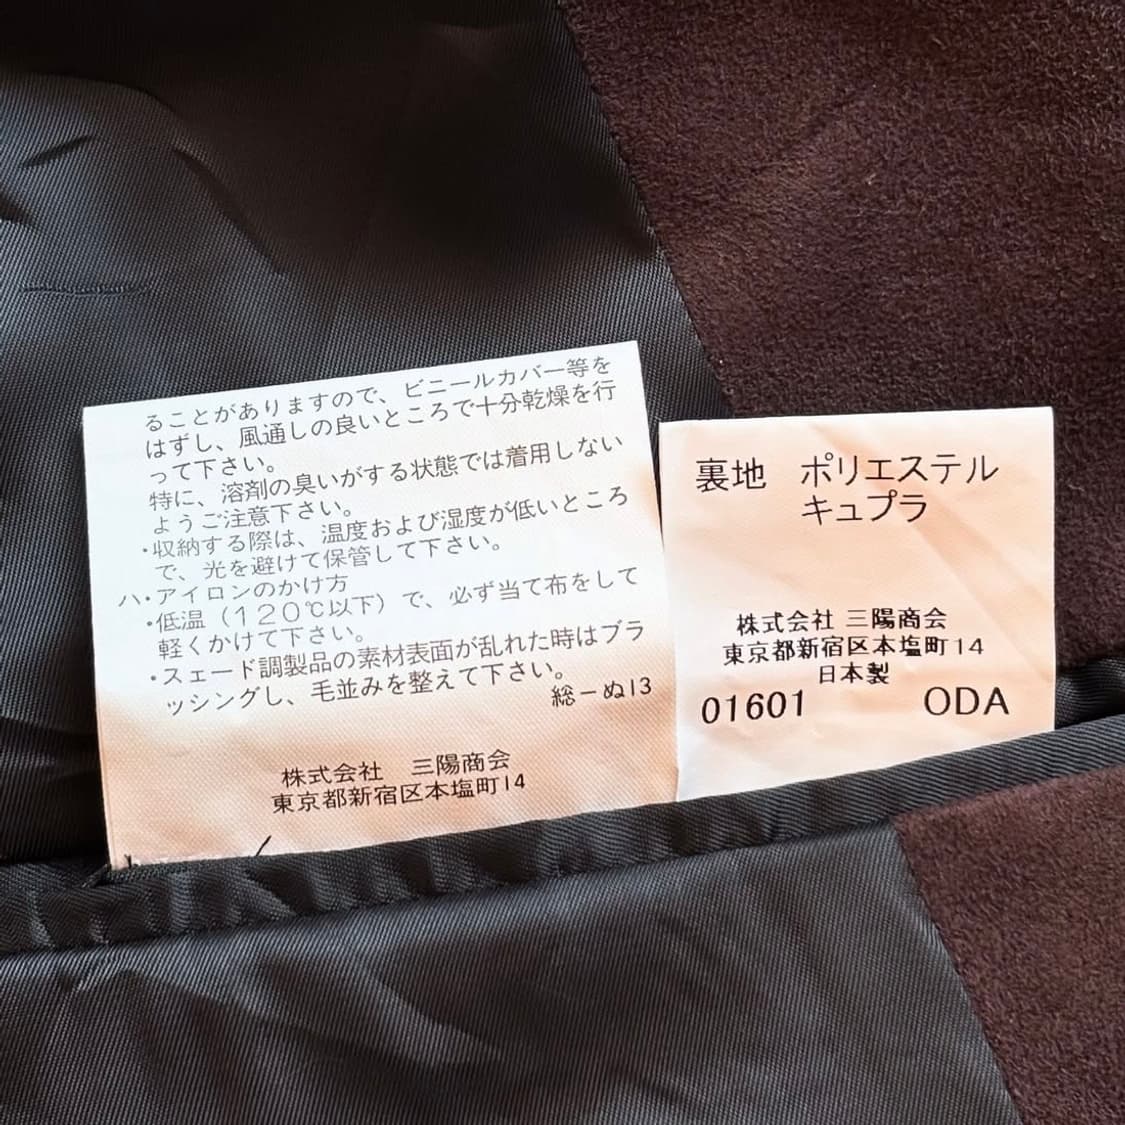 ることがありますので、ビニールカバー等を
はずし、風通しの良いところで十分乾燥を行
って下さい。
特に、溶剤の臭いがする状態では着用しない
ようご注意下さい。
・収納する際は、温度および湿度が低いところ
で、光を避けて保管して下さい。
ハ・アイロンのかけ方
・低温（120℃以下）で、必ず当て布をして
軽くかけて下さい。
・スェード調製品の素材表面が乱れた時はブラ
ッシングし、毛並みを整えて下さい。
総－ぬ13
株式会社　三陽商会
東京都新宿区本塩町14
裏地　ポリエステル
キュプラ
株式会社 三陽商会
東京都新宿区本塩町14
日本製
01601　ODA